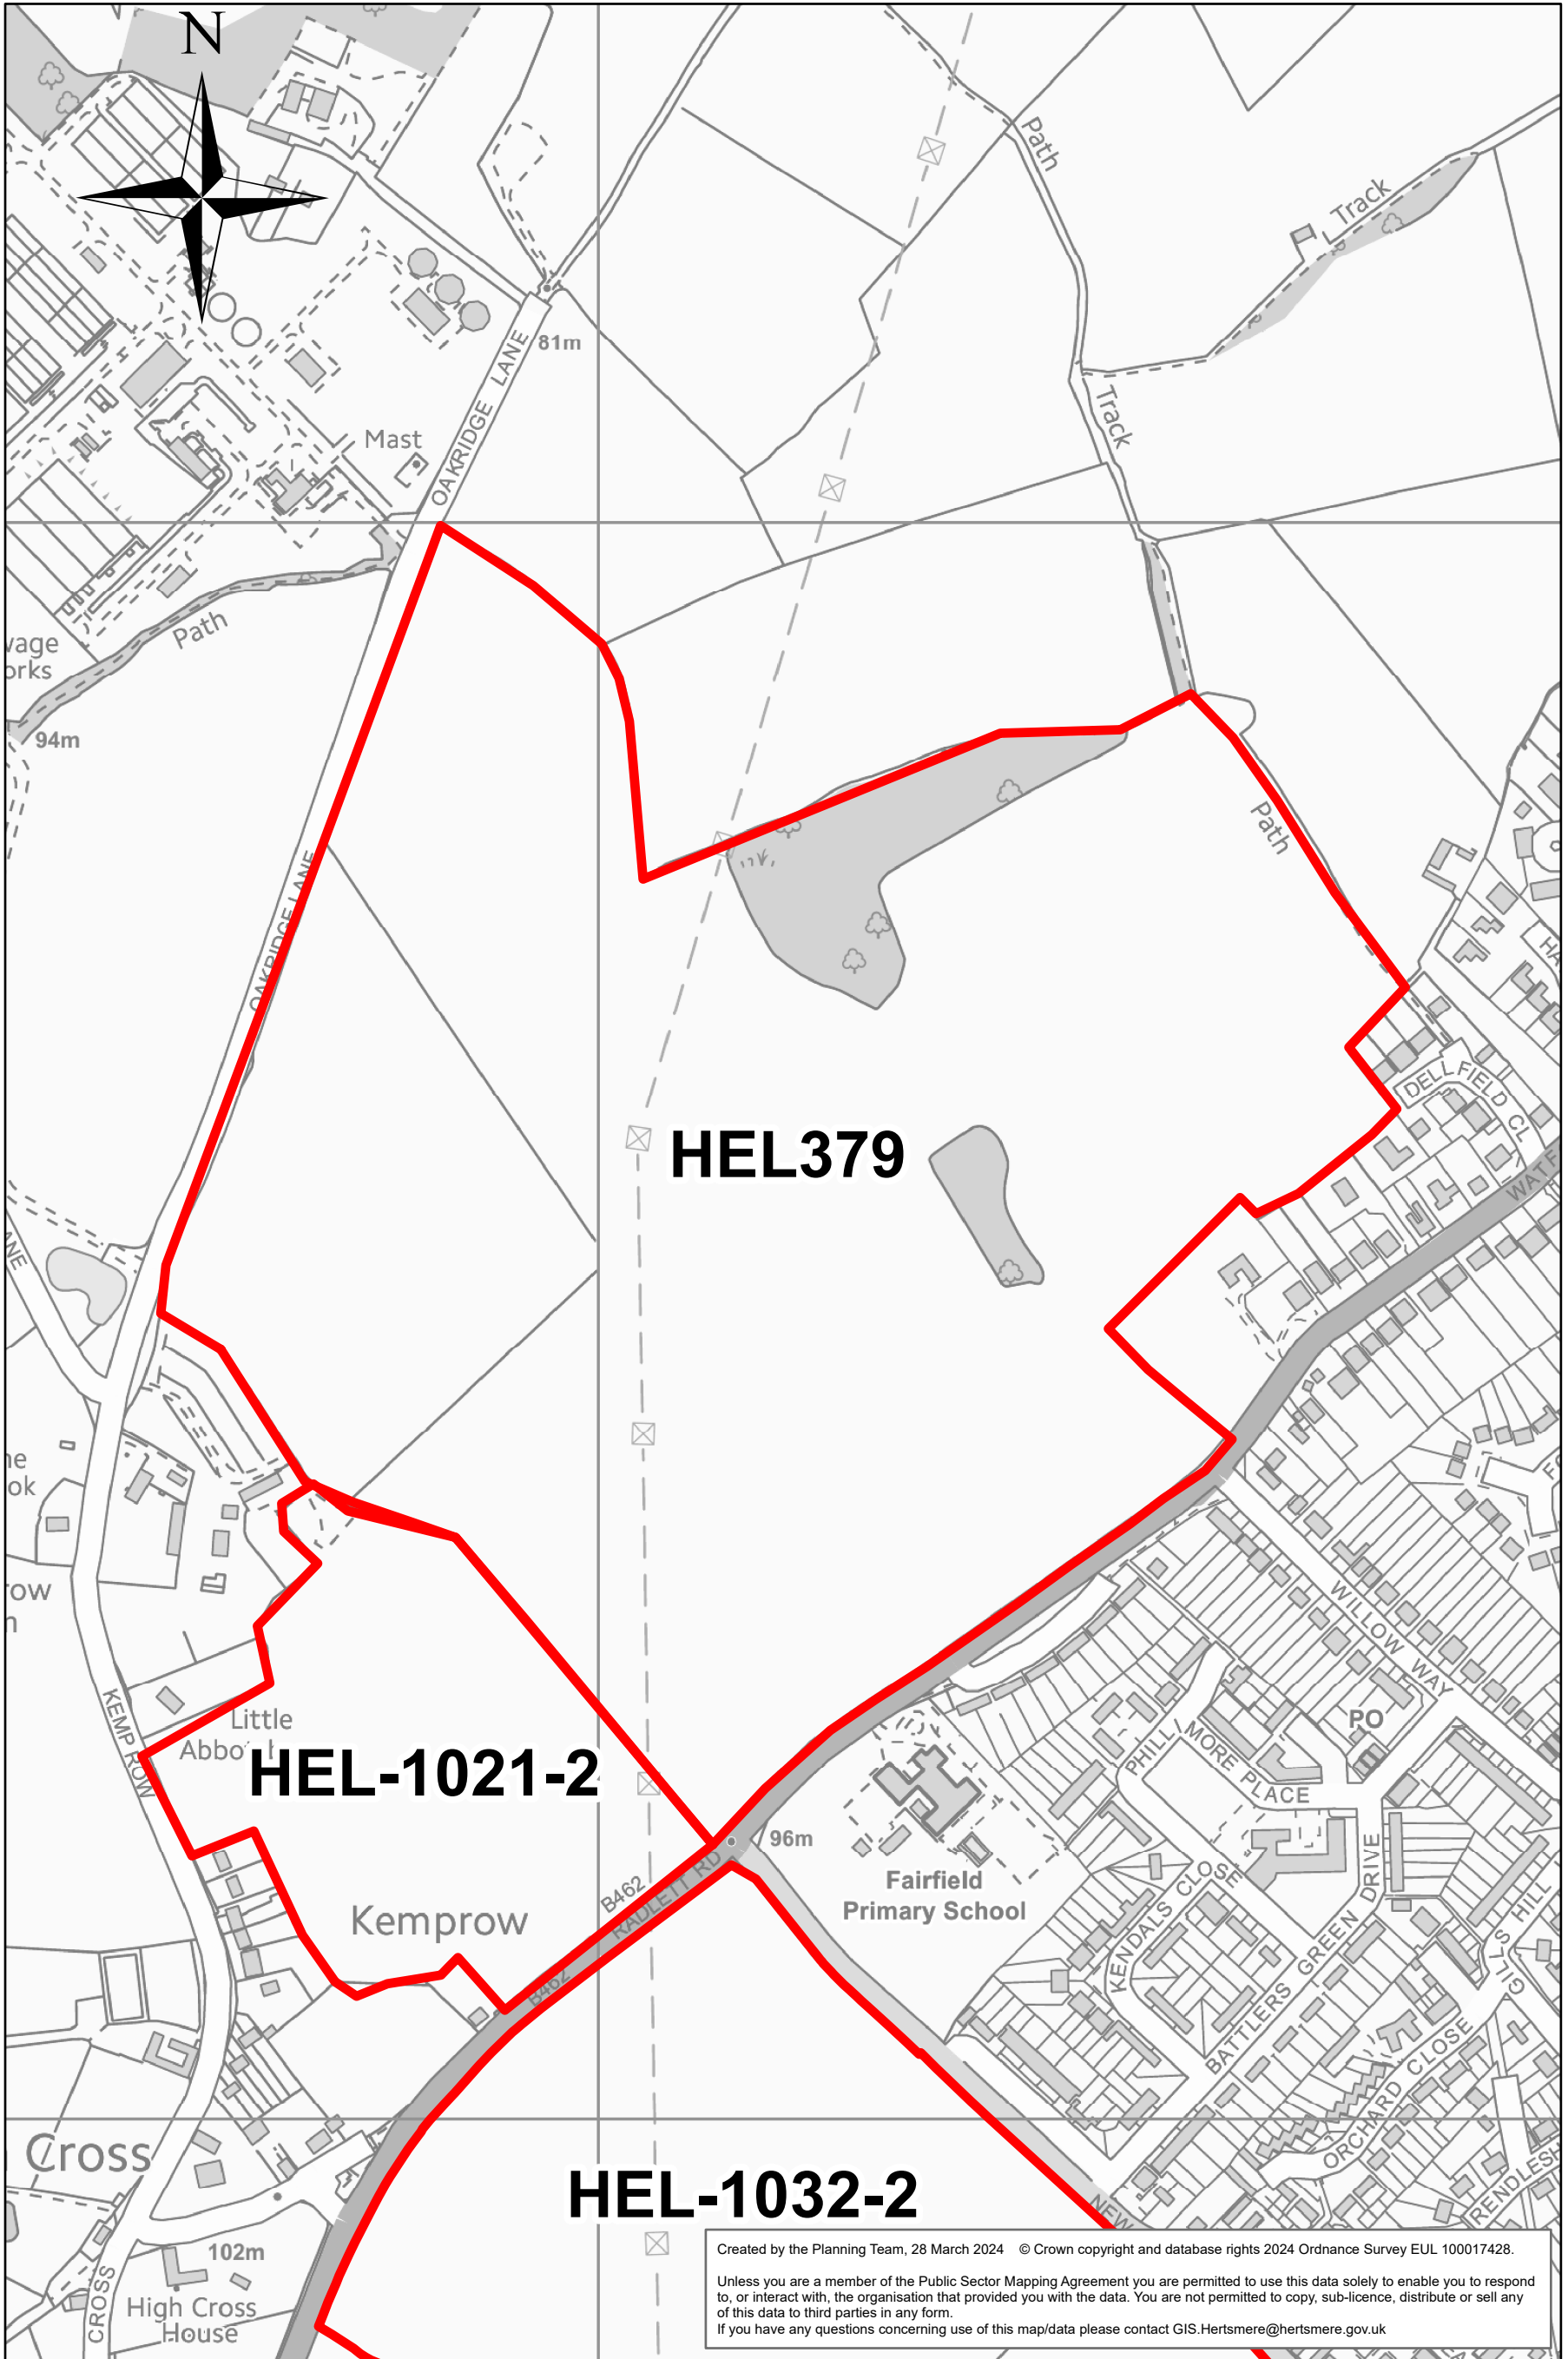 N
Path
Track
81m
OAKRIDGE LANE
Mast
Track
Path
94m
Path
OAKRIDGE LANE
DELLFIELD CL
HEL379
WILLOW WAY
PO
PHILLIMORE PLACE
KEMP ROW
Little
HEL-1021-2
96m
Fairfield
Primary School
B462
RADLETT RD
Kemprow
B462
KENDALS CLOSE
BATTLERS GREEN DRIVE
GILLS HILL
ORCHARD CLOSE
Cross
HEL-1032-2
NEW
102m
CROSS
High Cross
House
Created by the Planning Team, 28 March 2024 © Crown copyright and database rights 2024 Ordnance Survey EUL 100017428.
Unless you are a member of the Public Sector Mapping Agreement you are permitted to use this data solely to enable you to respond
to, or interact with, the organisation that provided you with the data. You are not permitted to copy, sub-licence, distribute or sell any
of this data to third parties in any form.
If you have any questions concerning use of this map/data please contact GIS.Hertsmere@hertsmere.gov.uk